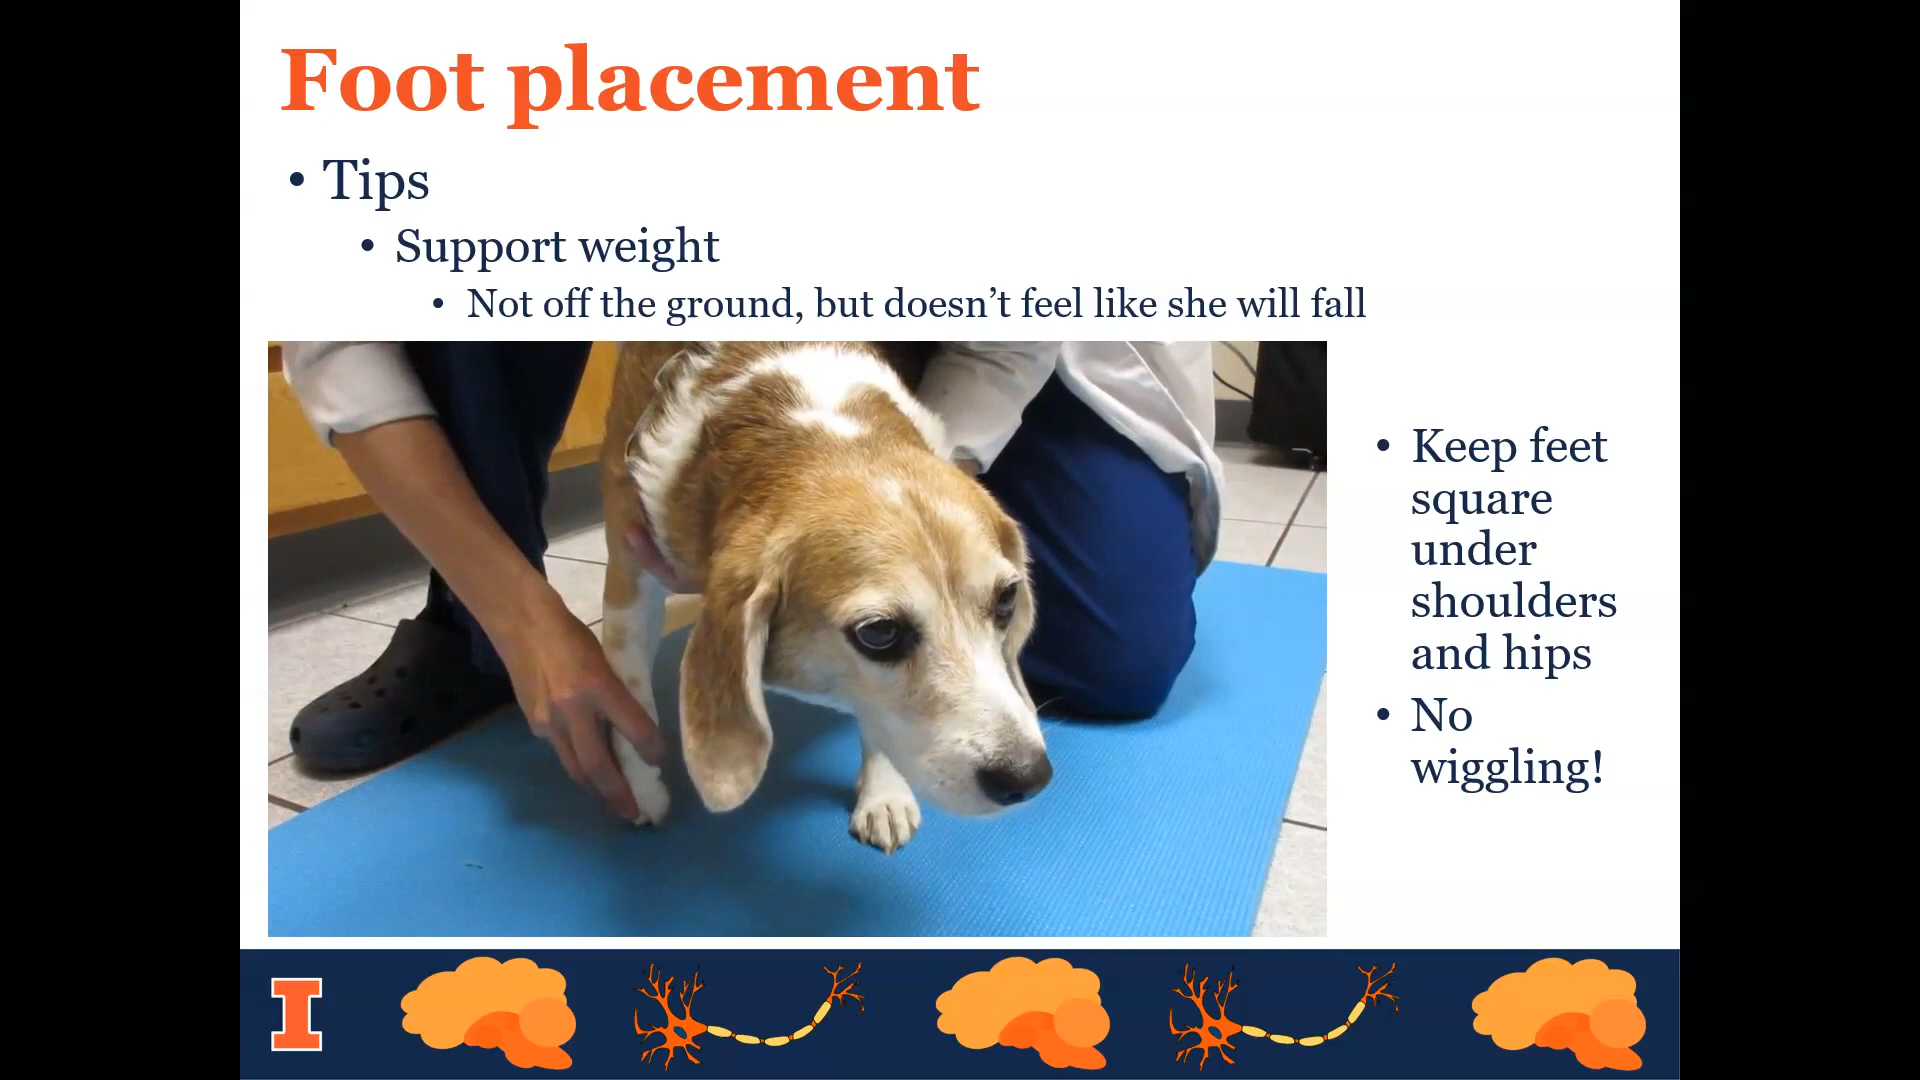 Foot placement
• Tips
• Support weight
• Not off the ground, but doesn’t feel like she will fall
• Keep feet
square
under
shoulders
and hips
• No
wiggling!
I